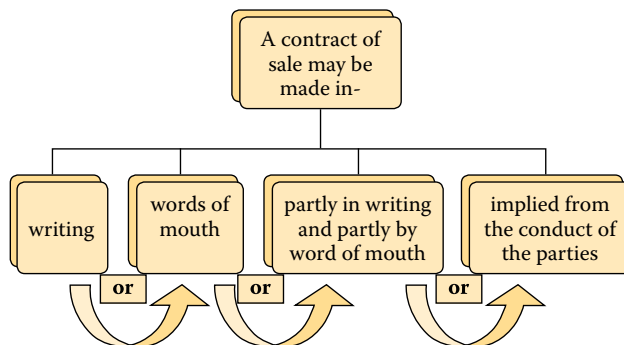 A contract of
sale may be
made in-
writing
words of
mouth
partly in writing
and partly by
word of mouth
implied from
the conduct of
the parties
or
or
or